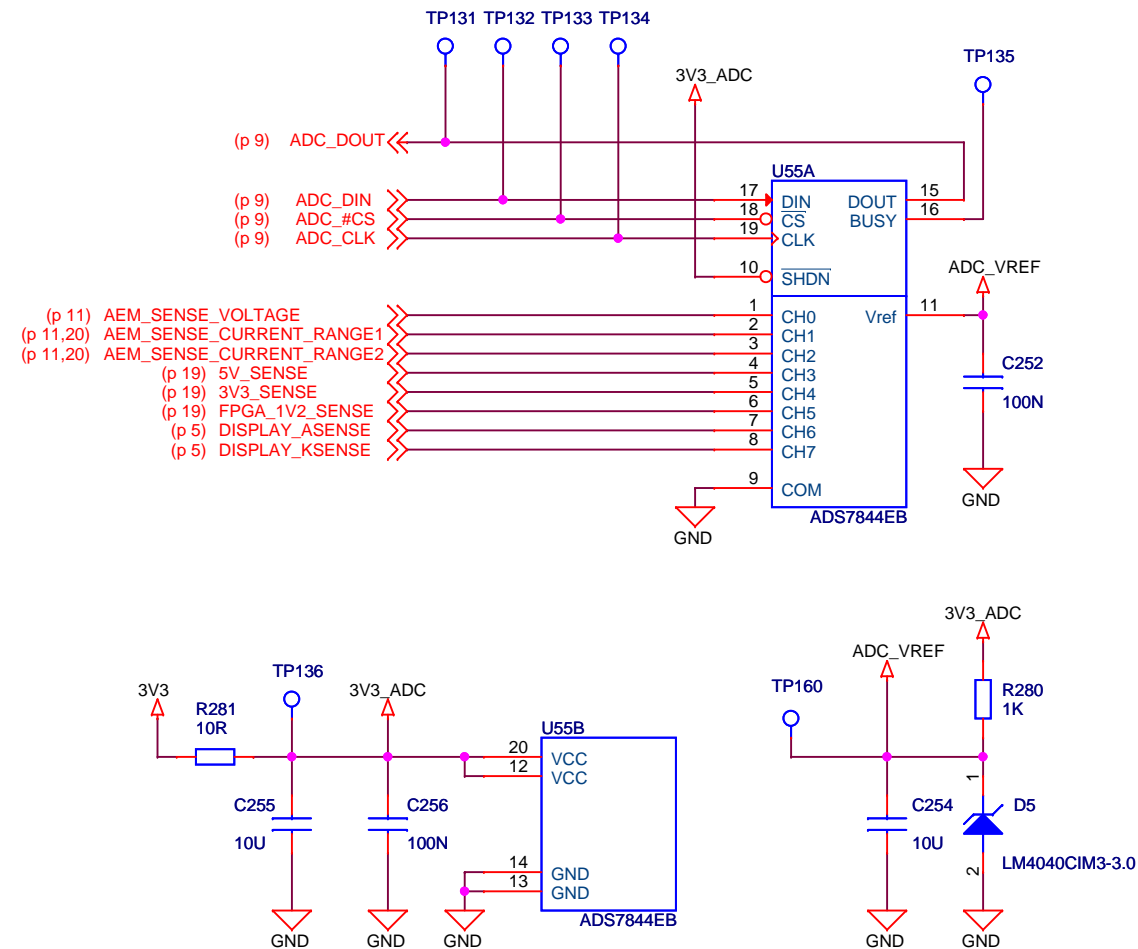 TP131 TP132 TP133 TP134
TP135
3V3_ADC
(p 9) ADC_DOUT
U55A
(p 9) ADC_DIN 17 DIN DOUT 15
(p 9) ADC_#CS 18 CS BUSY 16
(p 9) ADC_CLK 19 CLK
10 SHDN
ADC_VREF
(p 11) AEM_SENSE_VOLTAGE 1 CH0 Vref 11
(p 11,20) AEM_SENSE_CURRENT_RANGE1 2 CH1
(p 11,20) AEM_SENSE_CURRENT_RANGE2 3 CH2
(p 19) 5V_SENSE 4 CH3
(p 19) 3V3_SENSE 5 CH4
(p 19) FPGA_1V2_SENSE 6 CH5
(p 5) DISPLAY_ASENSE 7 CH6
(p 5) DISPLAY_KSENSE 8 CH7
C252
100N
9 COM
GND
ADS7844EB
GND
3V3
R281
10R
TP136
3V3_ADC
U55B
20 VCC
12 VCC
C255
10U
C256
100N
14 GND
13 GND
ADS7844EB
GND GND GND
3V3_ADC
ADC_VREF
TP160
R280
1K
1
C254
10U
D5
LM4040CIM3-3.0
2
GND GND